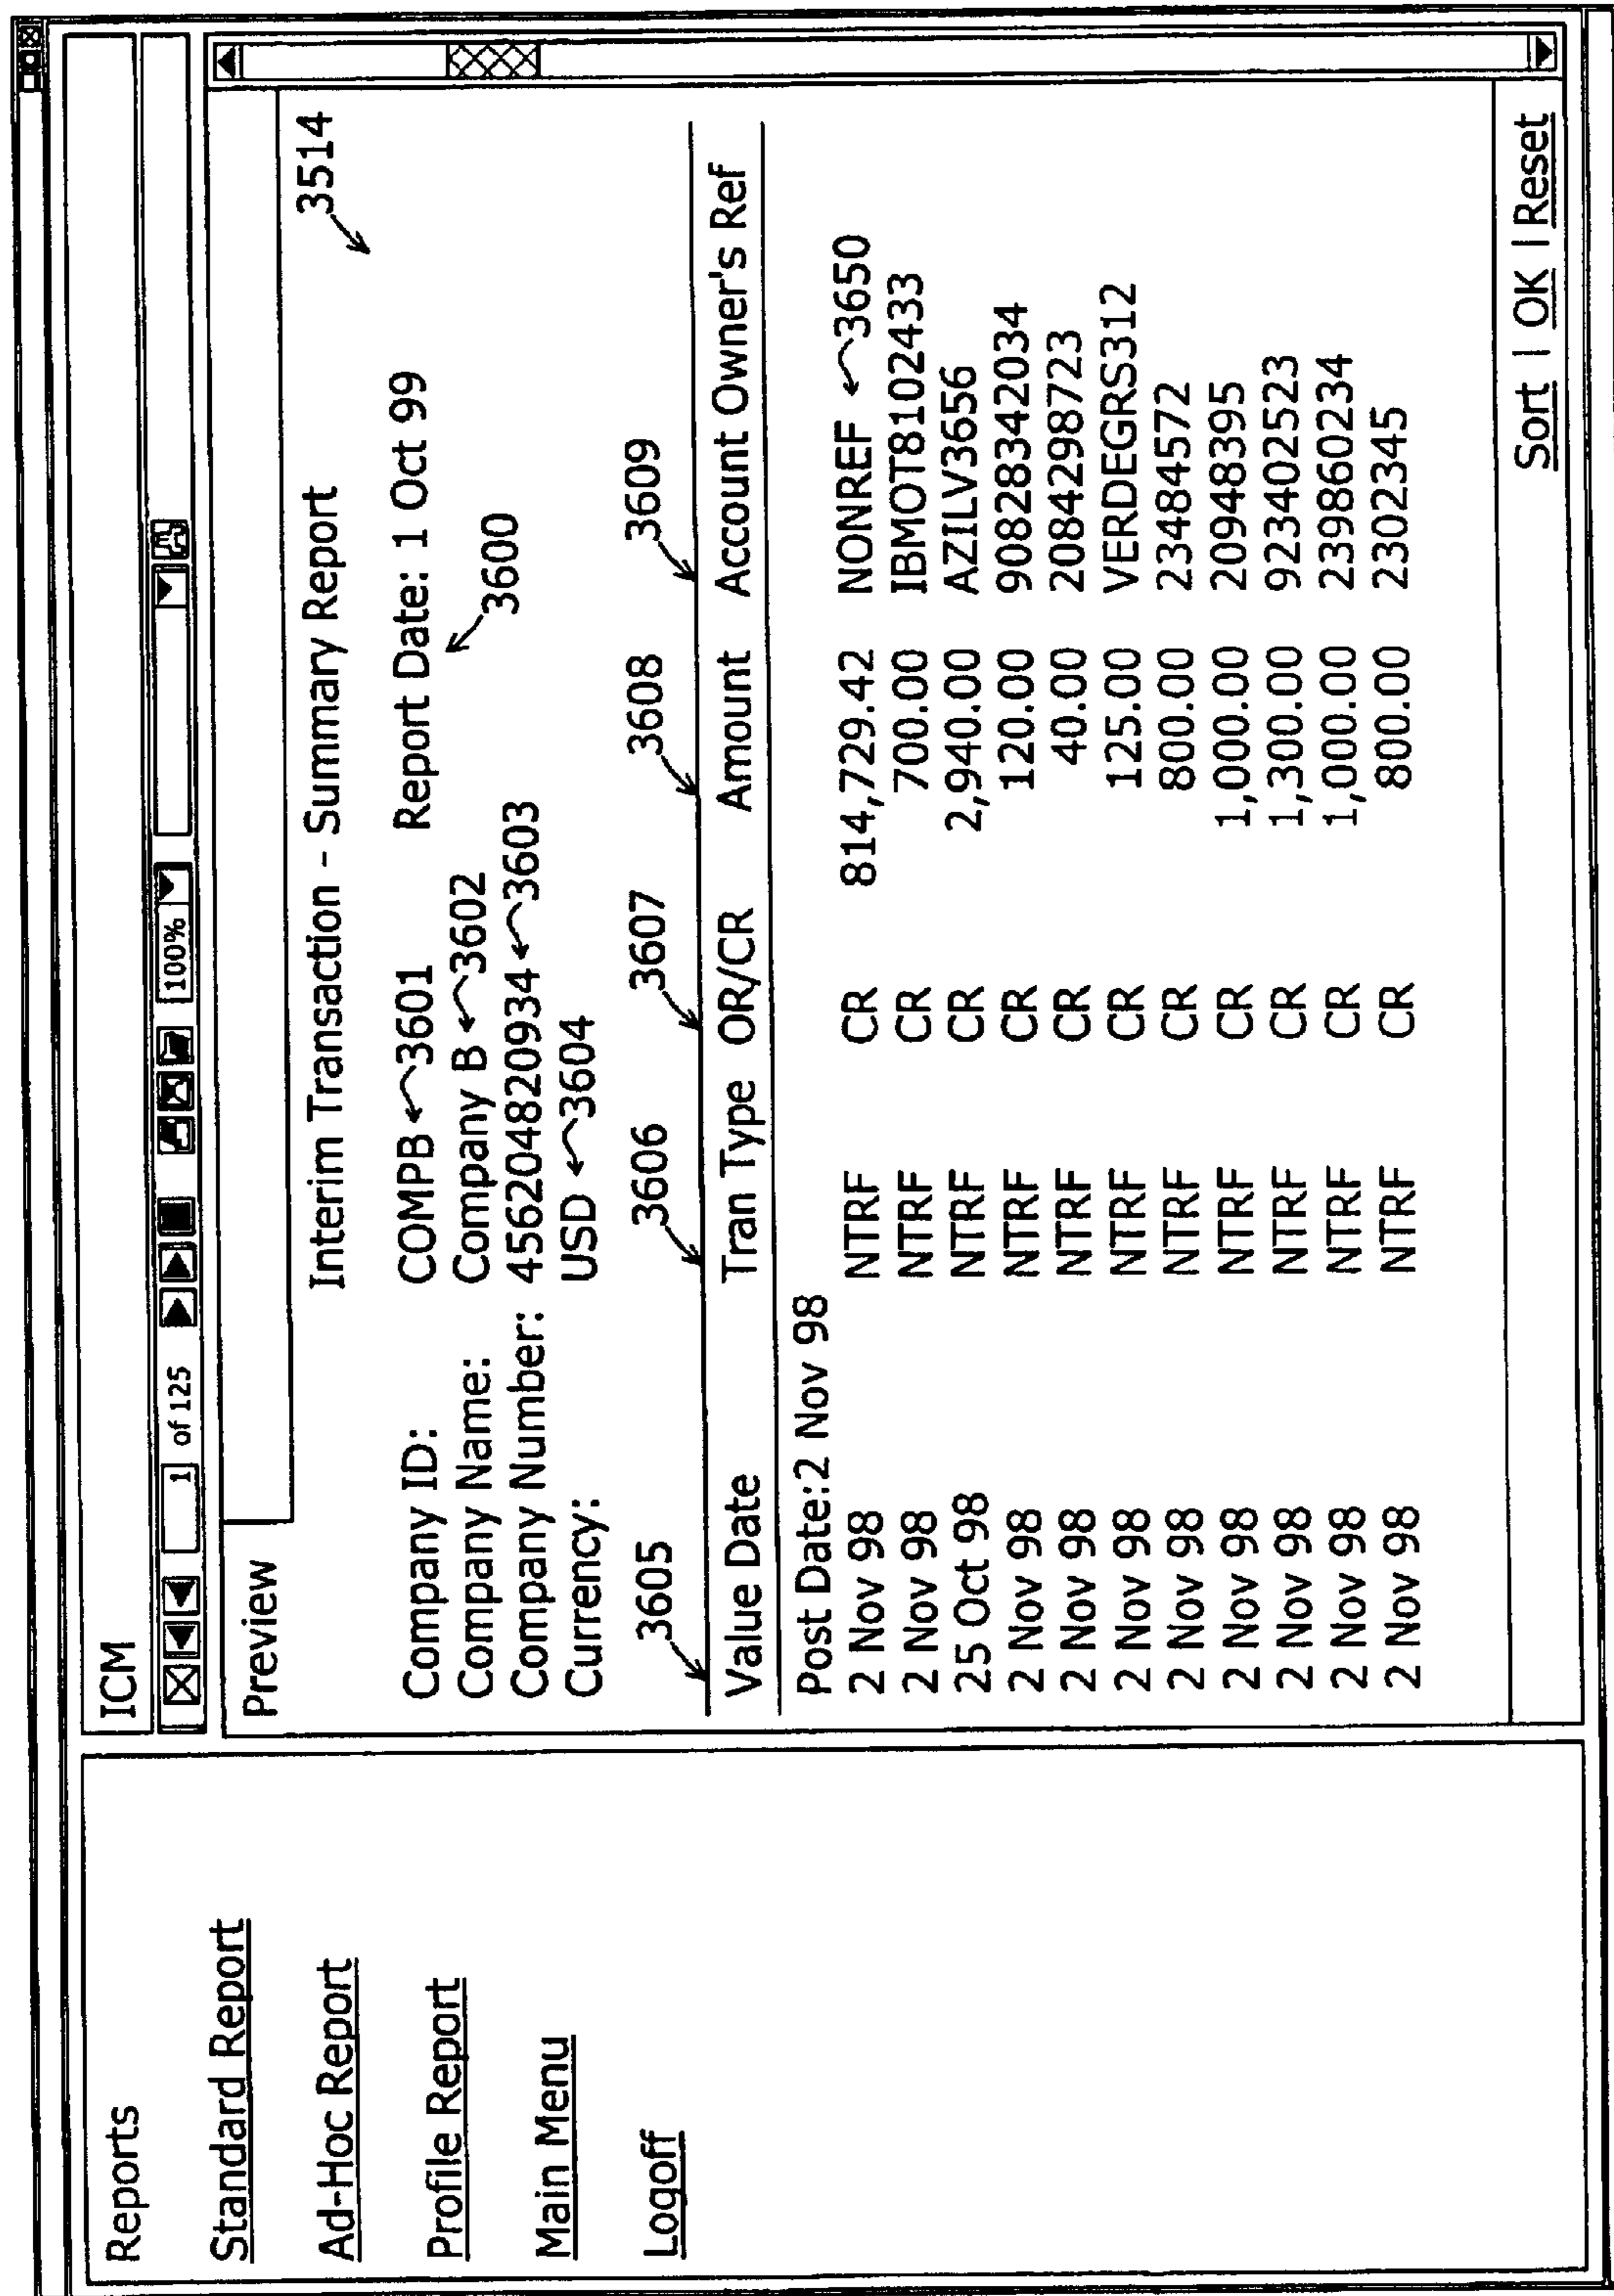 Reports
Standard Report
Ad-Hoc Report
Profile Report
Main Menu
Logoff
ICM
1 of 125 100%
Preview
3514
Interim Transaction - Summary Report
Company ID: COMPB 3601 Report Date: 1 Oct 99
Company Name: Company B 3602 3600
Company Number: 456204820934 3603
Currency: USD 3604
3605 3606 3607 3608 3609
Value Date Tran Type OR/CR Amount Account Owner's Ref
Post Date:2 Nov 98
2 Nov 98 NTRF CR 814,729.42 NONREF 3650
2 Nov 98 NTRF CR 700.00 IBMOT8102433
25 Oct 98 NTRF CR 2,940.00 AZILV3656
2 Nov 98 NTRF CR 120.00 90828342034
2 Nov 98 NTRF CR 40.00 2084298723
2 Nov 98 NTRF CR 125.00 VERDEGRS312
2 Nov 98 NTRF CR 800.00 23484572
2 Nov 98 NTRF CR 1,000.00 20948395
2 Nov 98 NTRF CR 1,300.00 923402523
2 Nov 98 NTRF CR 1,000.00 239860234
2 Nov 98 NTRF CR 800.00 2302345
Sort | OK | Reset